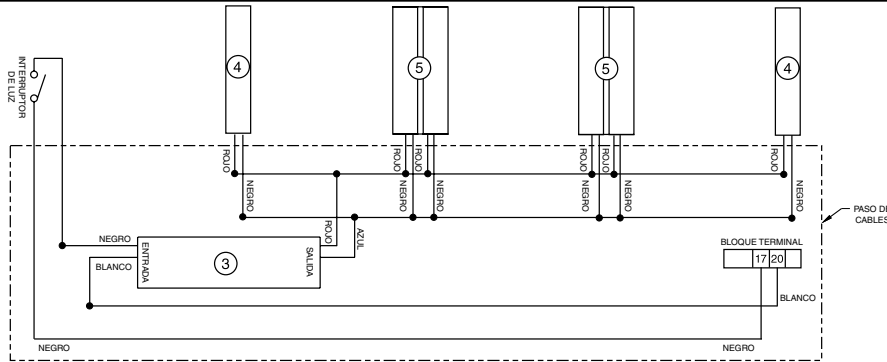 INTERRUPTOR
DE LUZ
4
5
5
4
ROJO
ROJO
ROJO
ROJO
ROJO
ROJO
NEGRO
NEGRO
NEGRO
NEGRO
NEGRO
NEGRO
PASO DE
CABLES
NEGRO
BLANCO
ENTRADA
3
SALIDA
ROJO
AZUL
BLOQUE TERMINAL
17 20
BLANCO
NEGRO
NEGRO